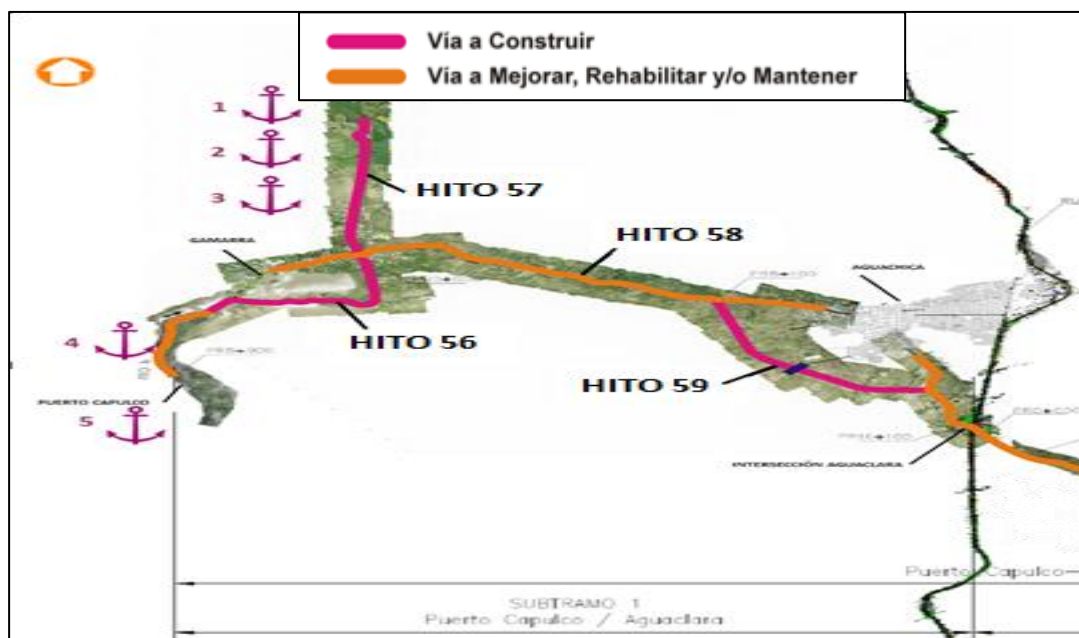 Vía a Construir
Vía a Mejorar, Rehabilitar y/o Mantener
1
2
3
HITO 57
GAMARRA
HITO 58
AGUACHICA
HITO 56
4
HITO 59
PUERTO CAPULCO
5
INTERSECCIÓN AGUACLARA
Puerto Capulco
SUBTRAMO 1
Puerto Capulco / Aguaclara